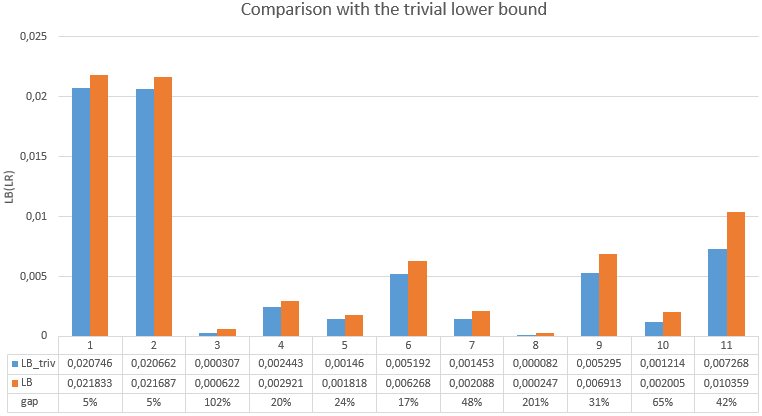 Comparison with the trivial lower bound
0,025
0,02
0,015
0,01
0,005
0
LB(LR)
1 2 3 4 5 6 7 8 9 10 11
LB_triv 0,020746 0,020662 0,000307 0,002443 0,00146 0,005192 0,001453 0,000082 0,005295 0,001214 0,007268
LB 0,021833 0,021687 0,000622 0,002921 0,001818 0,006268 0,002088 0,000247 0,006913 0,002005 0,010359
gap 5% 5% 102% 20% 24% 17% 48% 201% 31% 65% 42%